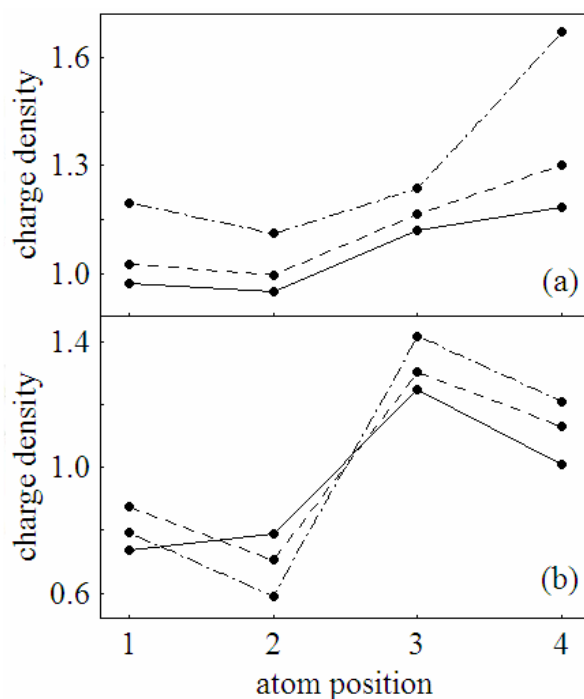 1.6
1.3
1.0
charge density
(a)
1.4
1.0
0.6
charge density
(b)
1 2 3 4
atom position